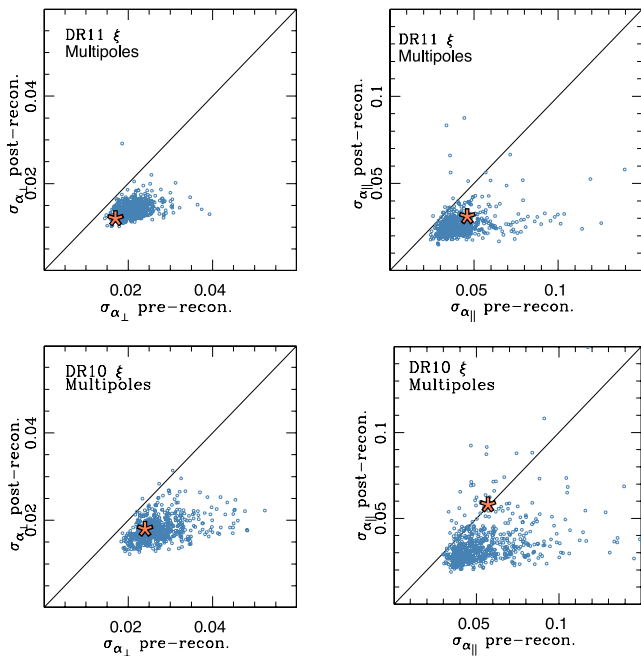 DR11 ξ
Multipoles
σα⊥ post-recon.
0.04
0.02
0.02
0.04
σα⊥ pre-recon.
DR11 ξ
Multipoles
σα|| post-recon.
0.1
0.05
0.05
0.1
σα|| pre-recon.
DR10 ξ
Multipoles
σα⊥ post-recon.
0.04
0.02
0.02
0.04
σα⊥ pre-recon.
DR10 ξ
Multipoles
σα|| post-recon.
0.1
0.05
0.05
0.1
σα|| pre-recon.